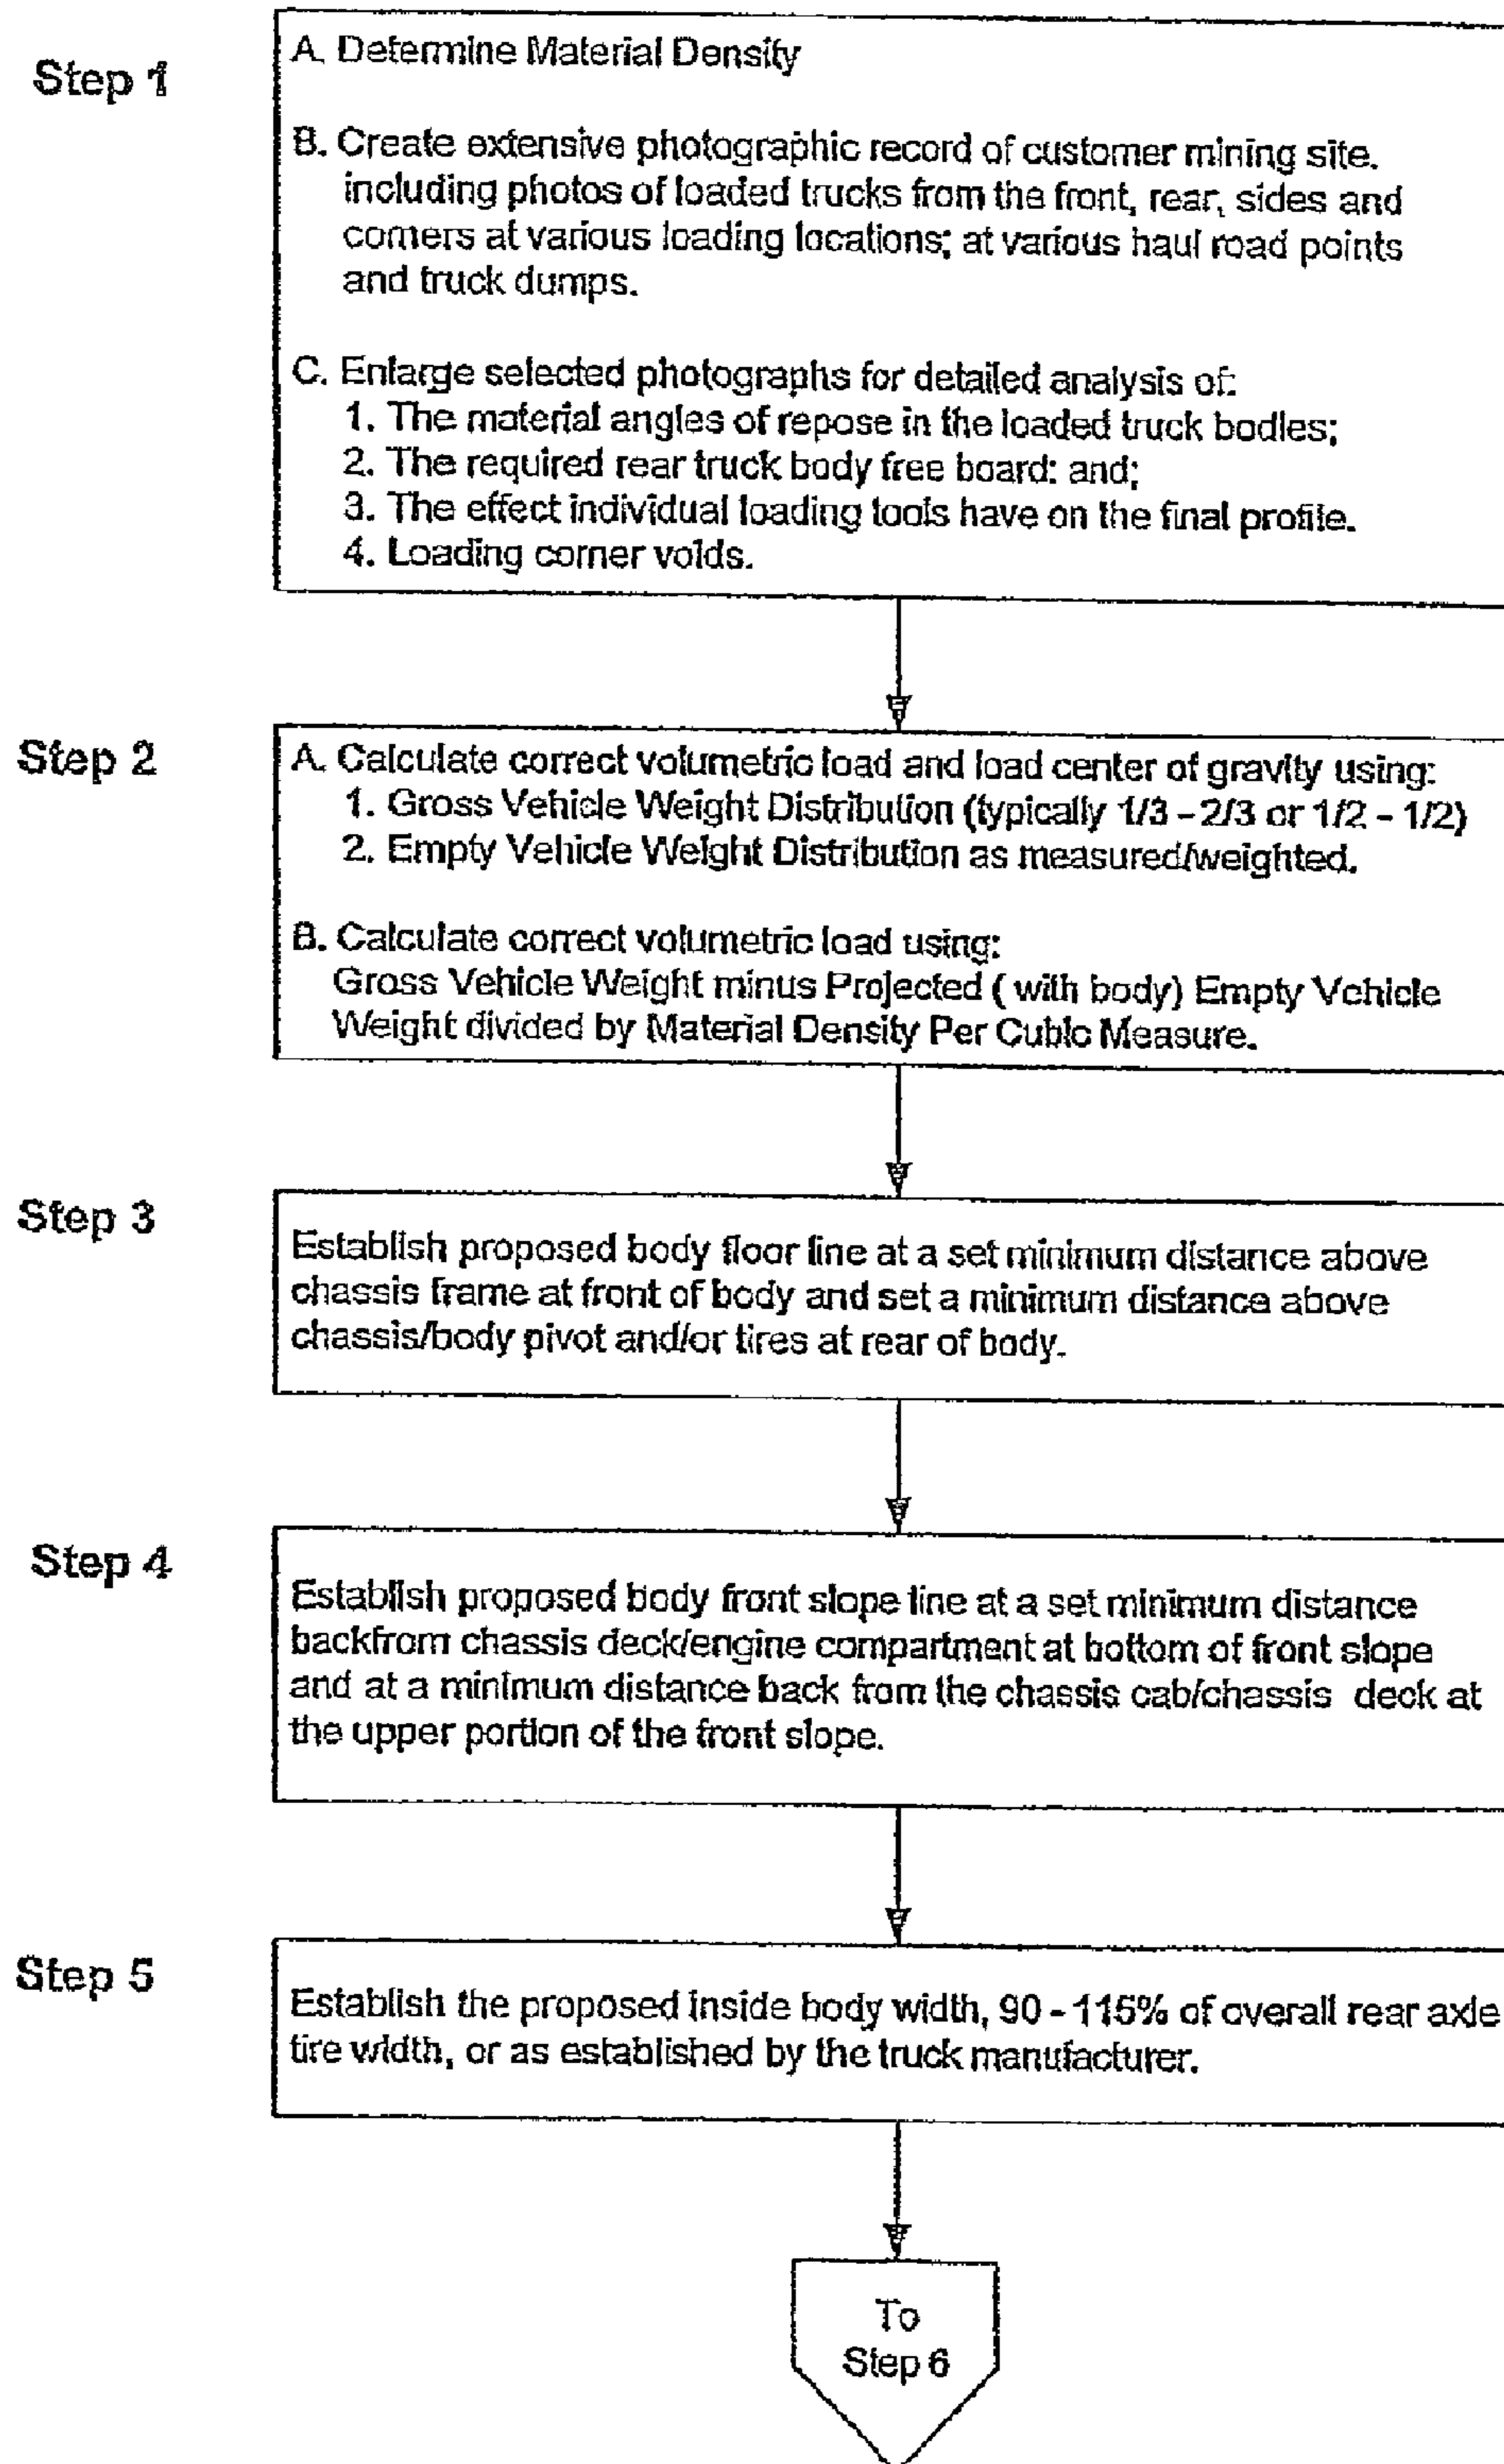 Step 1
A. Determine Material Density
B. Create extensive photographic record of customer mining site.
including photos of loaded trucks from the front, rear, sides and
corners at various loading locations; at various haul road points
and truck dumps.
C. Enlarge selected photographs for detailed analysis of:
1. The material angles of repose in the loaded truck bodies;
2. The required rear truck body free board: and;
3. The effect individual loading tools have on the final profile.
4. Loading corner voids.
Step 2
A. Calculate correct volumetric load and load center of gravity using:
1. Gross Vehicle Weight Distribution (typically 1/3 - 2/3 or 1/2 - 1/2)
2. Empty Vehicle Weight Distribution as measured/weighted.
B. Calculate correct volumetric load using:
Gross Vehicle Weight minus Projected ( with body) Empty Vehicle
Weight divided by Material Density Per Cubic Measure.
Step 3
Establish proposed body floor line at a set minimum distance above
chassis frame at front of body and set a minimum distance above
chassis/body pivot and/or tires at rear of body.
Step 4
Establish proposed body front slope line at a set minimum distance
backfrom chassis deck/engine compartment at bottom of front slope
and at a minimum distance back from the chassis cab/chassis deck at
the upper portion of the front slope.
Step 5
Establish the proposed inside body width, 90 - 115% of overall rear axle
tire width, or as established by the truck manufacturer.
To
Step 6